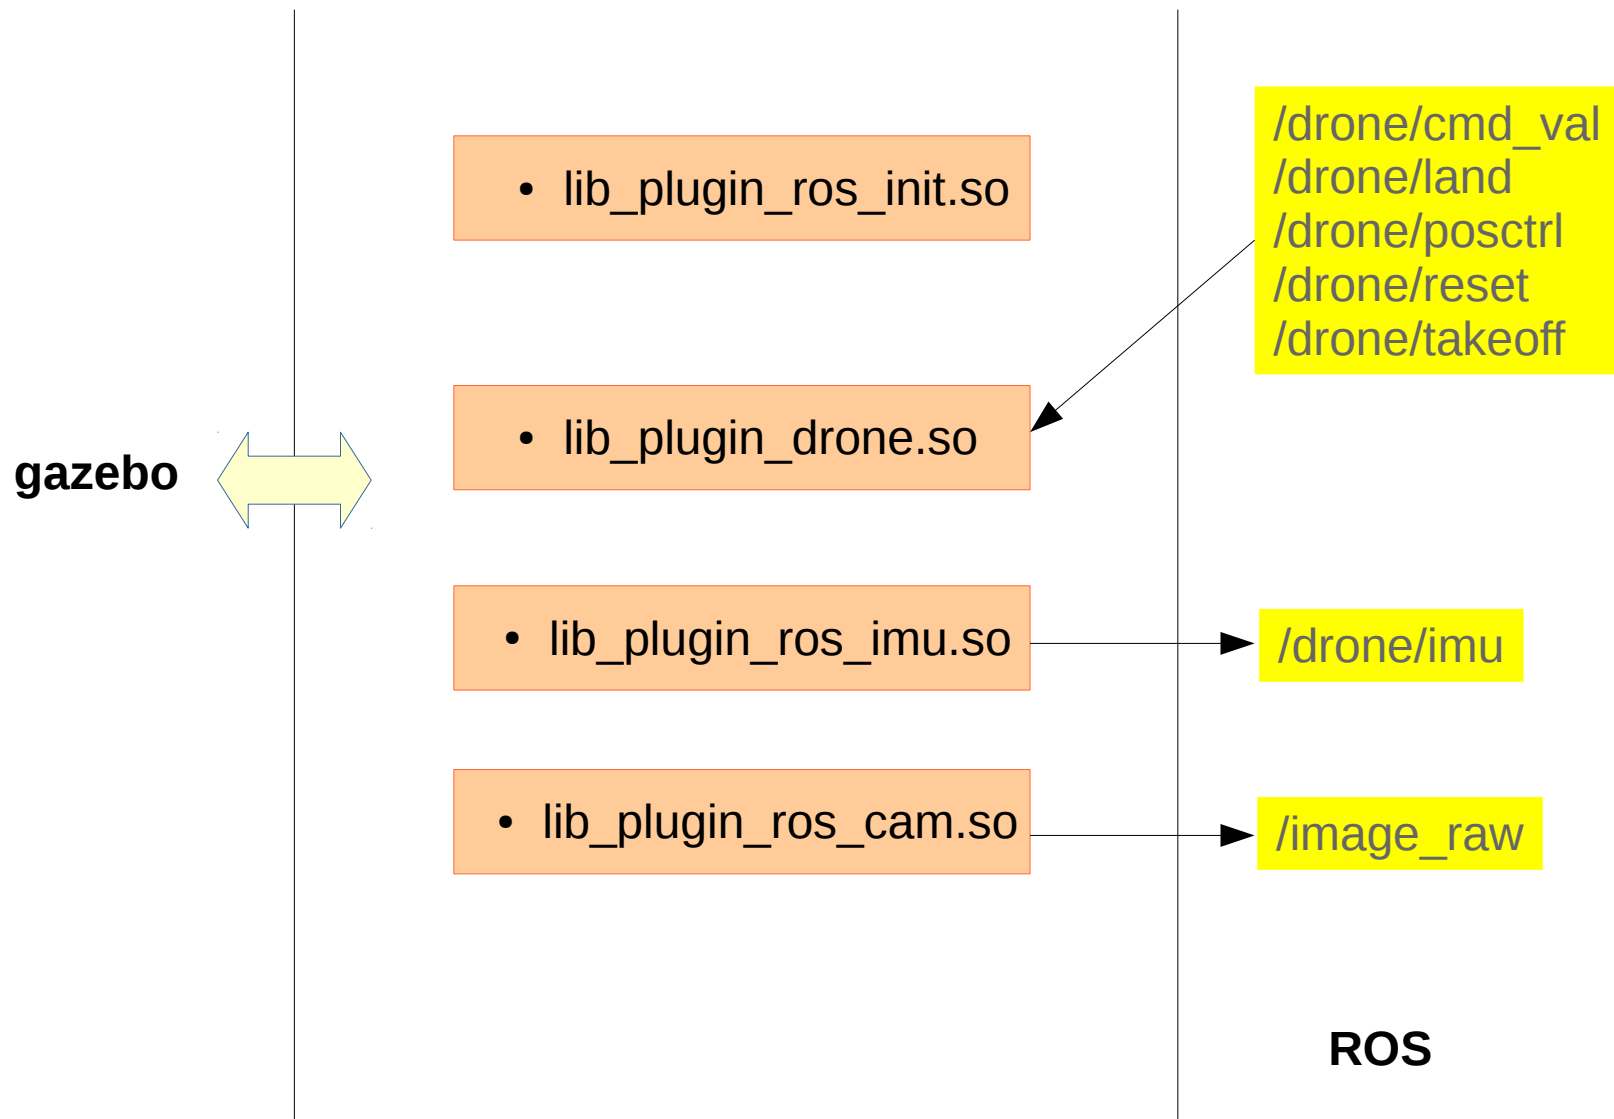 /drone/cmd_val
/drone/land
/drone/posctrl
/drone/reset
/drone/takeoff
• lib_plugin_ros_init.so
• lib_plugin_drone.so
gazebo
• lib_plugin_ros_imu.so
/drone/imu
• lib_plugin_ros_cam.so
/image_raw
ROS